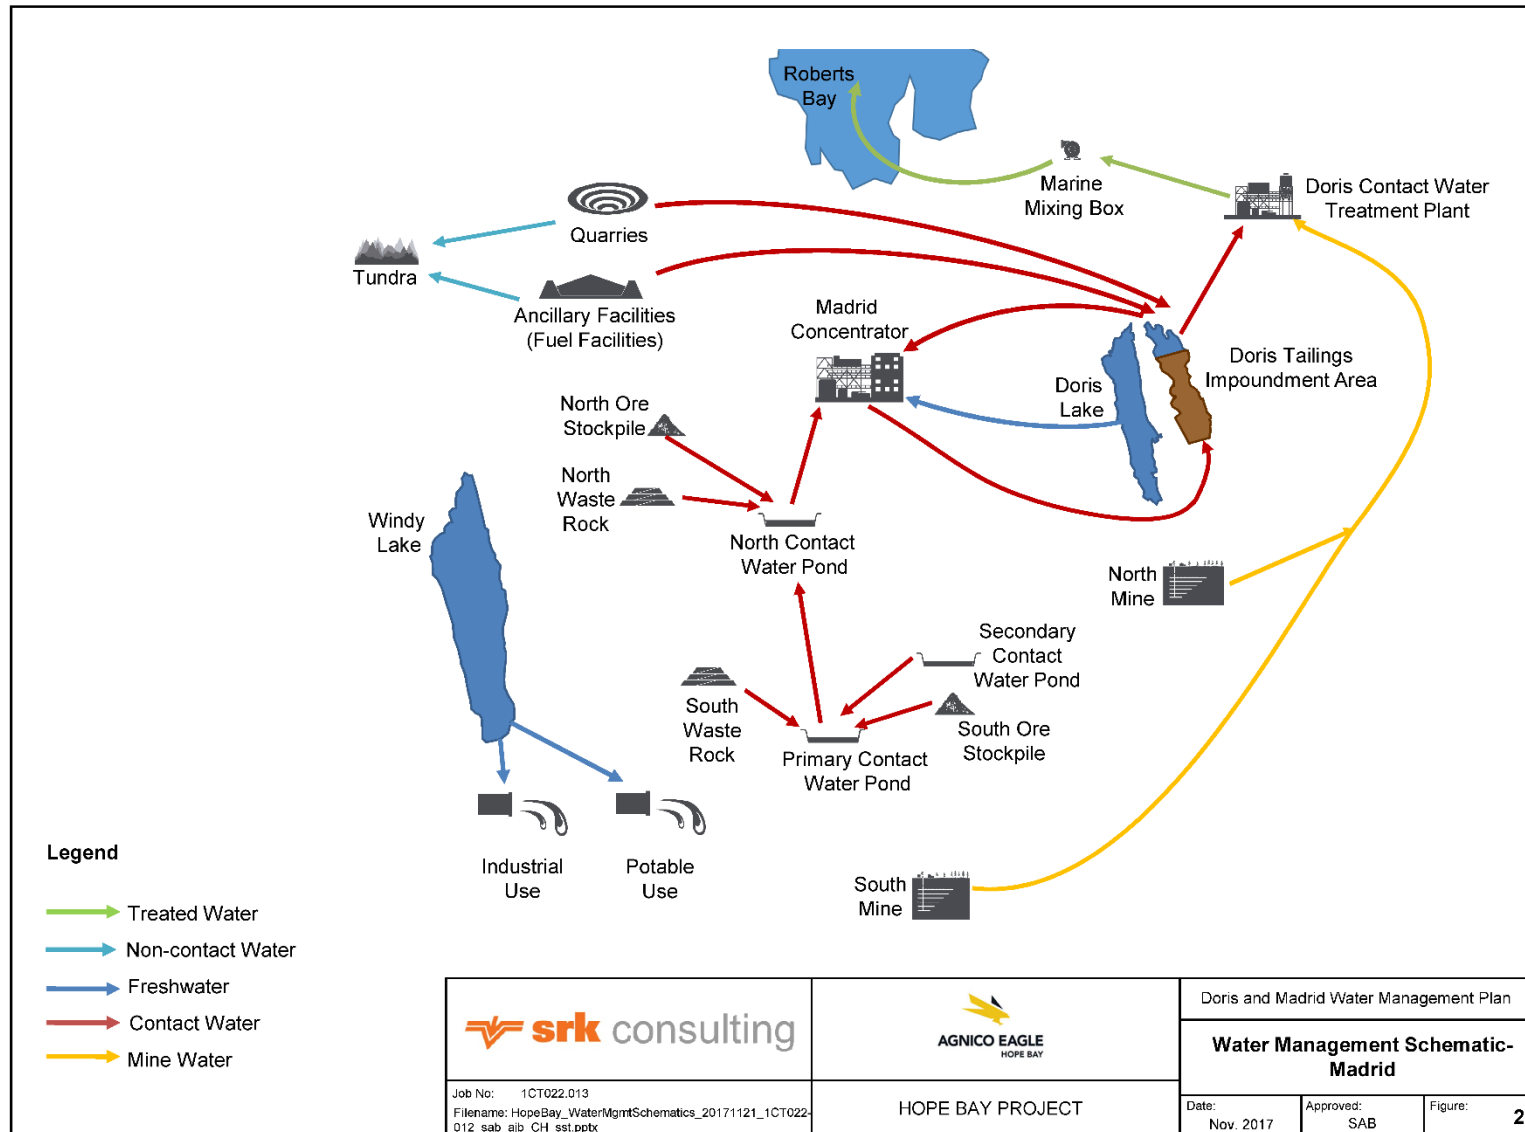 Roberts
Bay
Marine
Mixing Box
Doris Contact Water
Treatment Plant
Quarries
Tundra
Ancillary Facilities
(Fuel Facilities)
Madrid
Concentrator
Doris
Lake
Doris Tailings
Impoundment Area
North Ore
Stockpile
North
Waste
Rock
Windy
Lake
North Contact
Water Pond
North
Mine
Secondary
Contact
Water Pond
South
Waste
Rock
South Ore
Stockpile
Primary Contact
Water Pond
Industrial
Use
Potable
Use
South
Mine
Legend
Treated Water
Non-contact Water
Freshwater
Contact Water
Mine Water
srk consulting
AGNICO EAGLE
HOPE BAY
Doris and Madrid Water Management Plan
Water Management Schematic-
Madrid
Job No: 1CT022.013
Filename: HopeBay_WaterMgmtSchematics_20171121_1CT022-
012_sab_ajb_CH_sst.pptx
HOPE BAY PROJECT
Date:
Nov. 2017
Approved:
SAB
Figure:
2